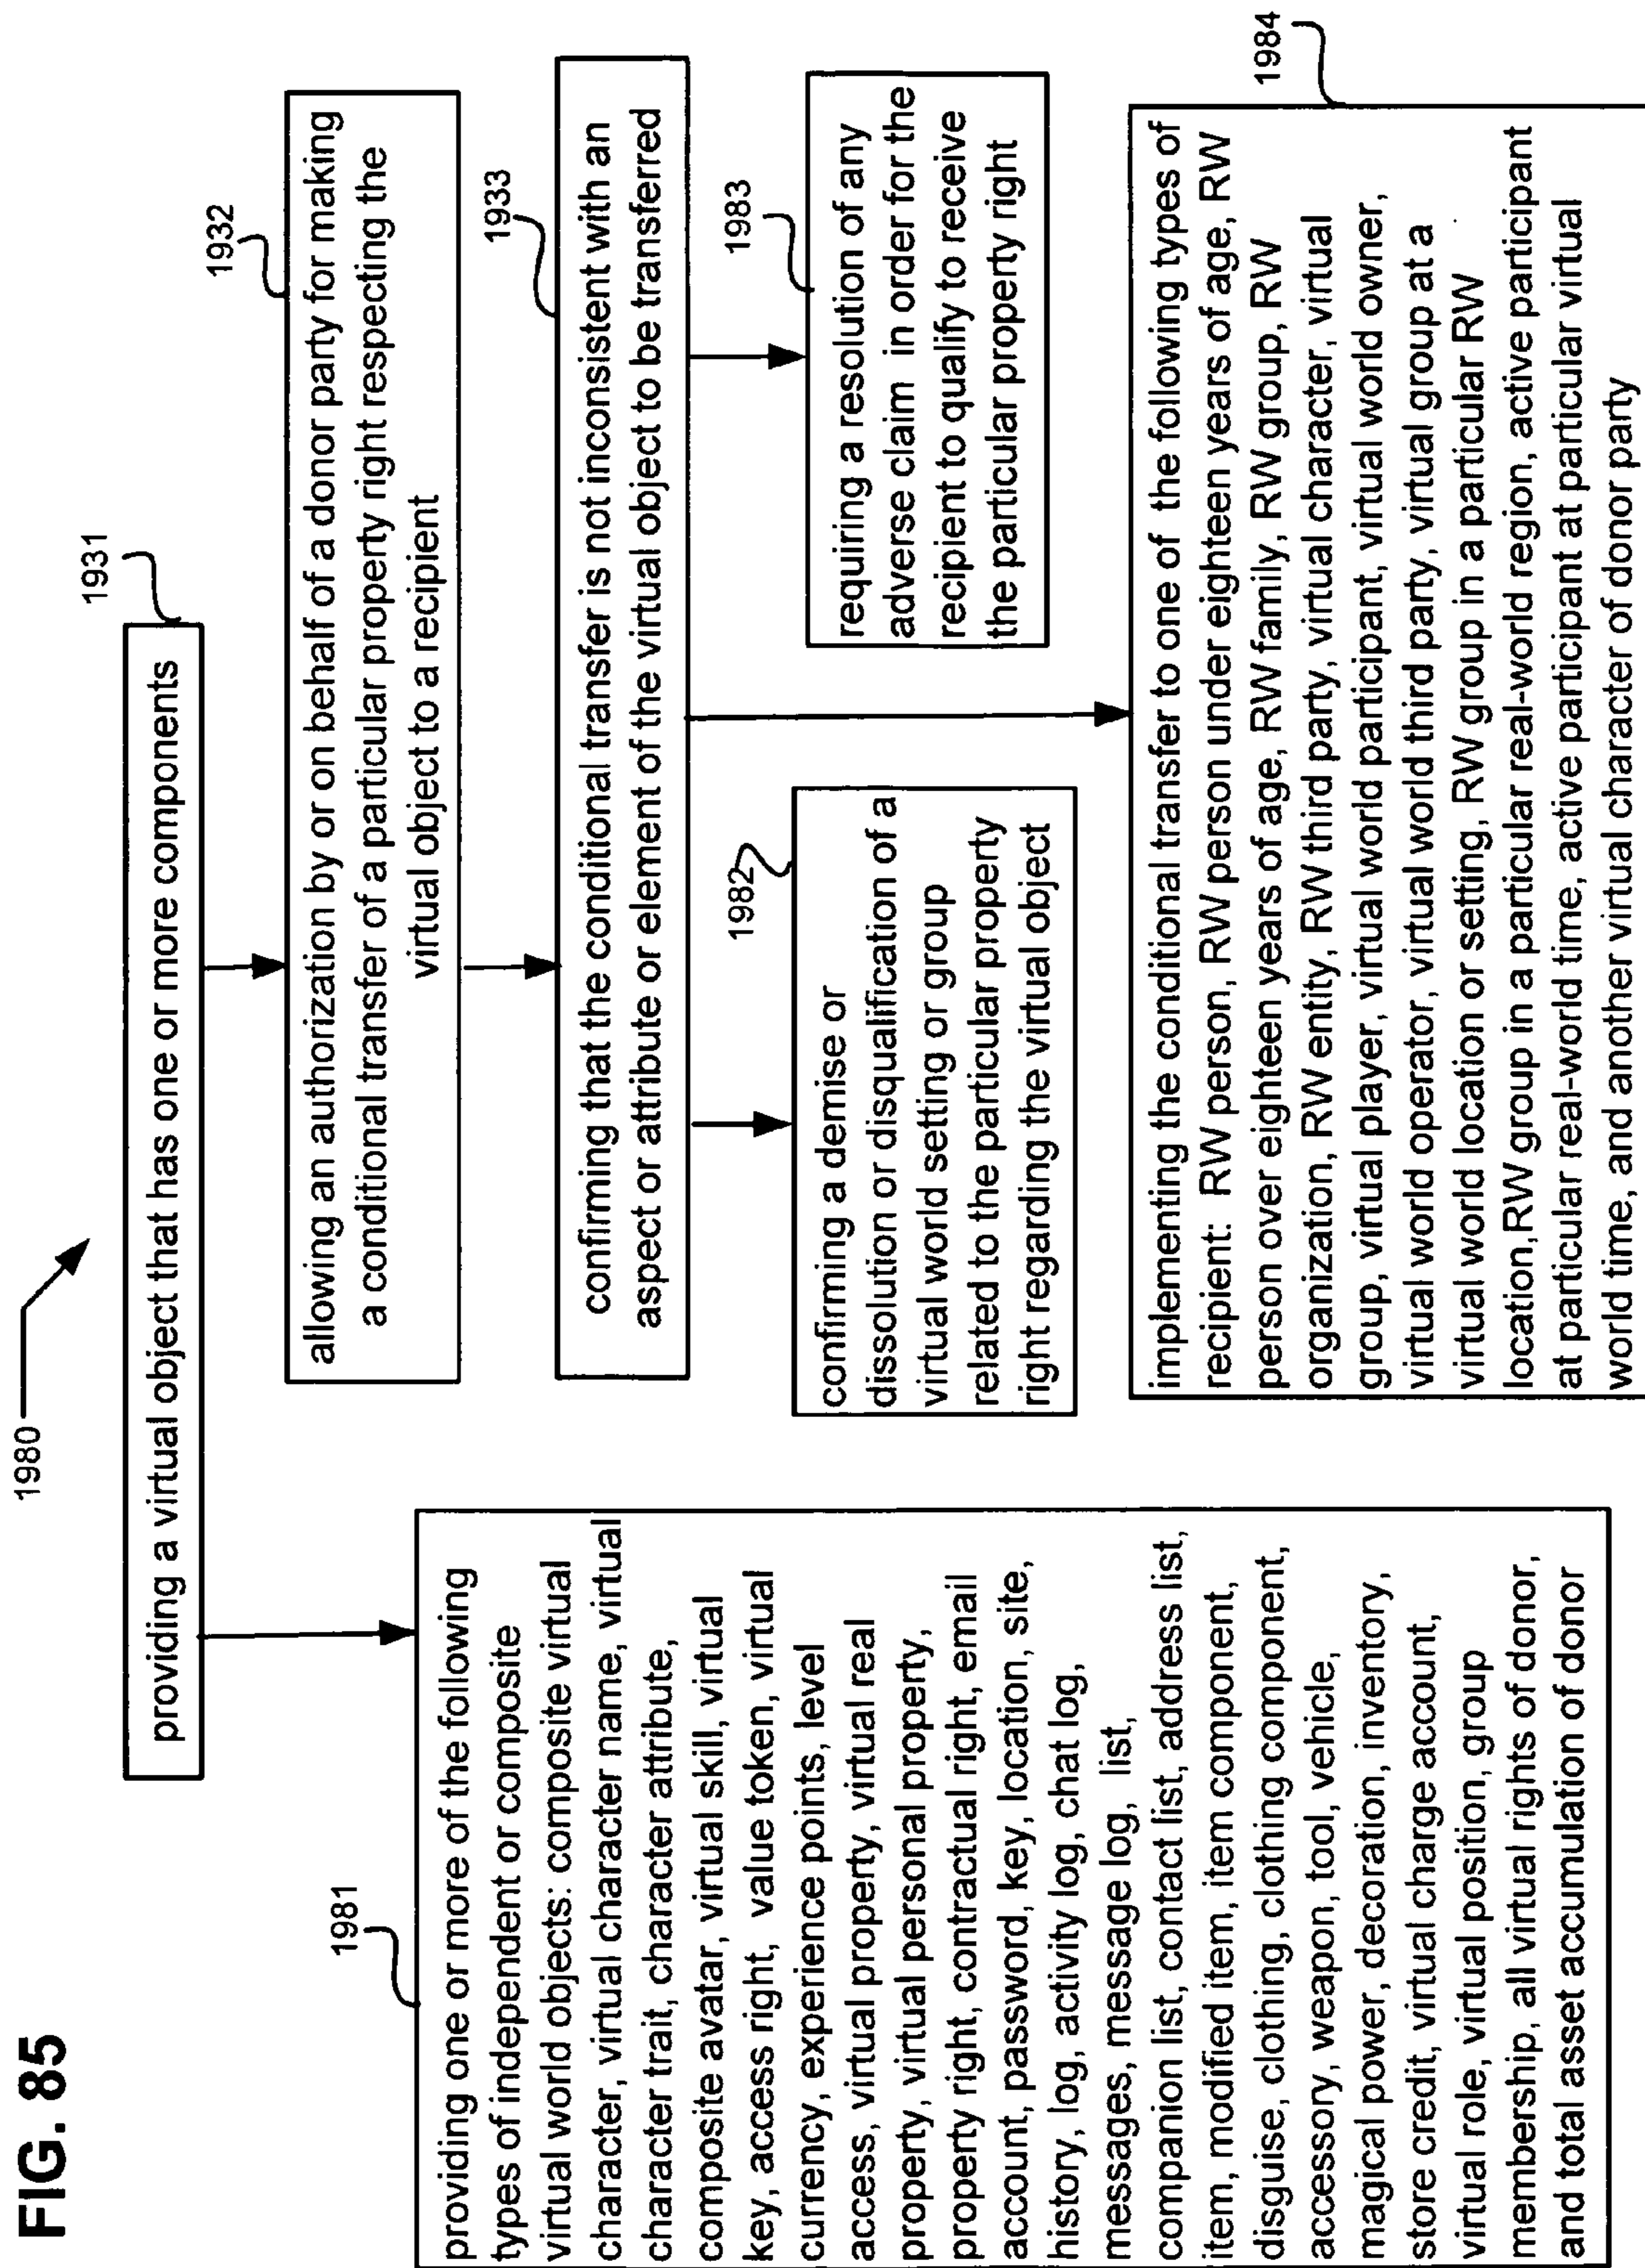 FIG. 85
1980
1931
providing a virtual object that has one or more components
1932
allowing an authorization by or on behalf of a donor party for making
a conditional transfer of a particular property right respecting the
virtual object to a recipient
1933
confirming that the conditional transfer is not inconsistent with an
aspect or attribute or element of the virtual object to be transferred
1981
providing one or more of the following
types of independent or composite
virtual world objects: composite virtual
character, virtual character name, virtual
character trait, character attribute,
composite avatar, virtual skill, virtual
key, access right, value token, virtual
currency, experience points, level
access, virtual property, virtual real
property, virtual personal property,
property right, contractual right, email
account, password, key, location, site,
history, log, activity log, chat log,
messages, message log, list,
companion list, contact list, address list,
item, modified item, item component,
disguise, clothing, clothing component,
accessory, weapon, tool, vehicle,
magical power, decoration, inventory,
store credit, virtual charge account,
virtual role, virtual position, group
membership, all virtual rights of donor,
and total asset accumulation of donor
1982
confirming a demise or
dissolution or disqualification of a
virtual world setting or group
related to the particular property
right regarding the virtual object
1983
requiring a resolution of any
adverse claim in order for the
recipient to qualify to receive
the particular property right
1984
implementing the conditional transfer to one of the following types of
recipient: RW person, RW person under eighteen years of age, RW
person over eighteen years of age, RW family, RW group, RW
organization, RW entity, RW third party, virtual character, virtual
group, virtual player, virtual world participant, virtual world owner,
virtual world operator, virtual world third party, virtual group at a
virtual world location or setting, RW group in a particular RW
location,RW group in a particular real-world region, active participant
at particular real-world time, active participant at particular virtual
world time, and another virtual character of donor party